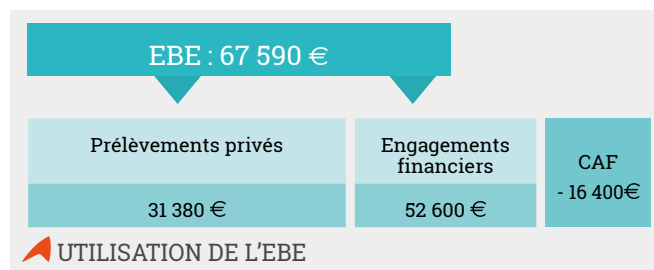 EBE : 67 590 €
Prélèvements privés
31 380 €
Engagements
financiers
52 600 €
CAF
- 16 400€
UTILISATION DE L'EBE